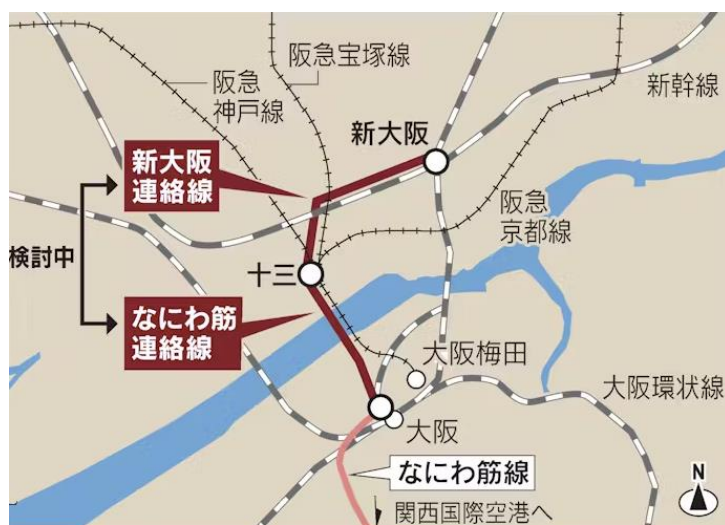 阪急宝塚線
阪急
神戸線
新幹線
新大阪
新大阪
連絡線
阪急
京都線
検討中
十三
なにわ筋
連絡線
大阪梅田
大阪環状線
大阪
なにわ筋線
関西国際空港へ
N